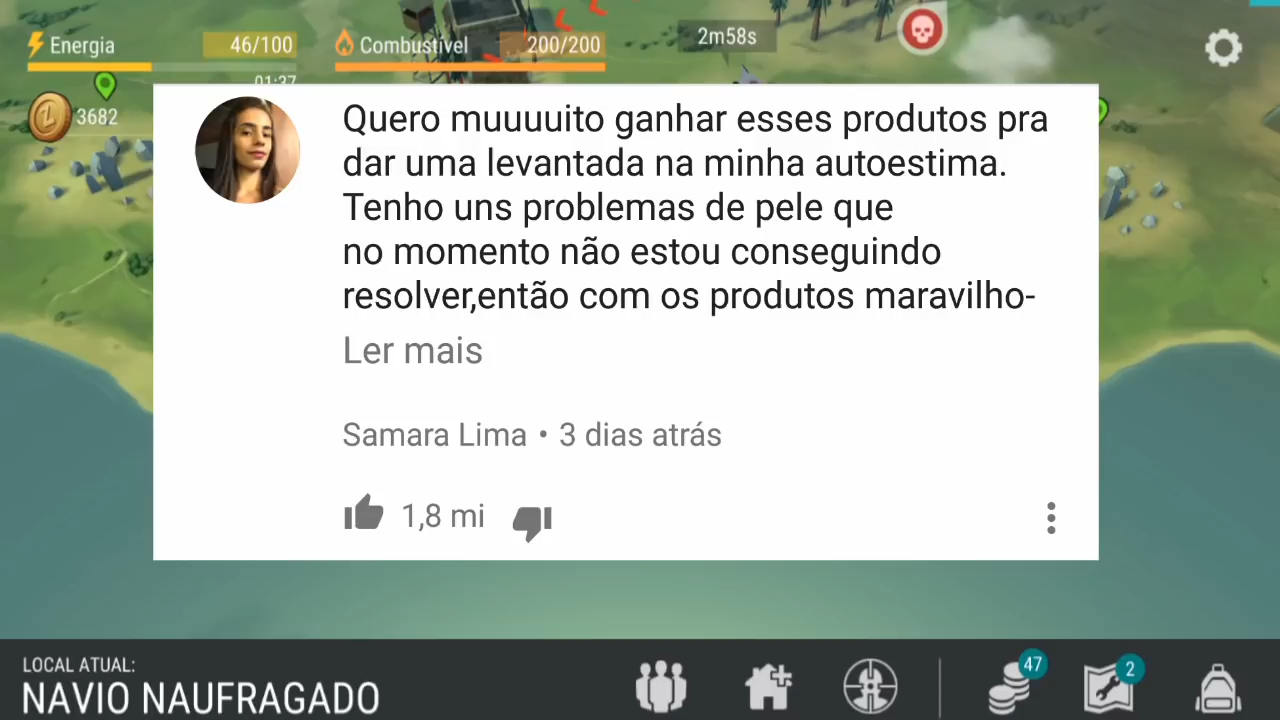 Energia 46/100
Combustível 200/200
2m58s
01:37
3682
Quero muuuuito ganhar esses produtos pra
dar uma levantada na minha autoestima.
Tenho uns problemas de pele que
no momento não estou conseguindo
resolver,então com os produtos maravilho-
Ler mais
Samara Lima • 3 dias atrás
1,8 mi
LOCAL ATUAL:
NAVIO NAUFRAGADO
47
2